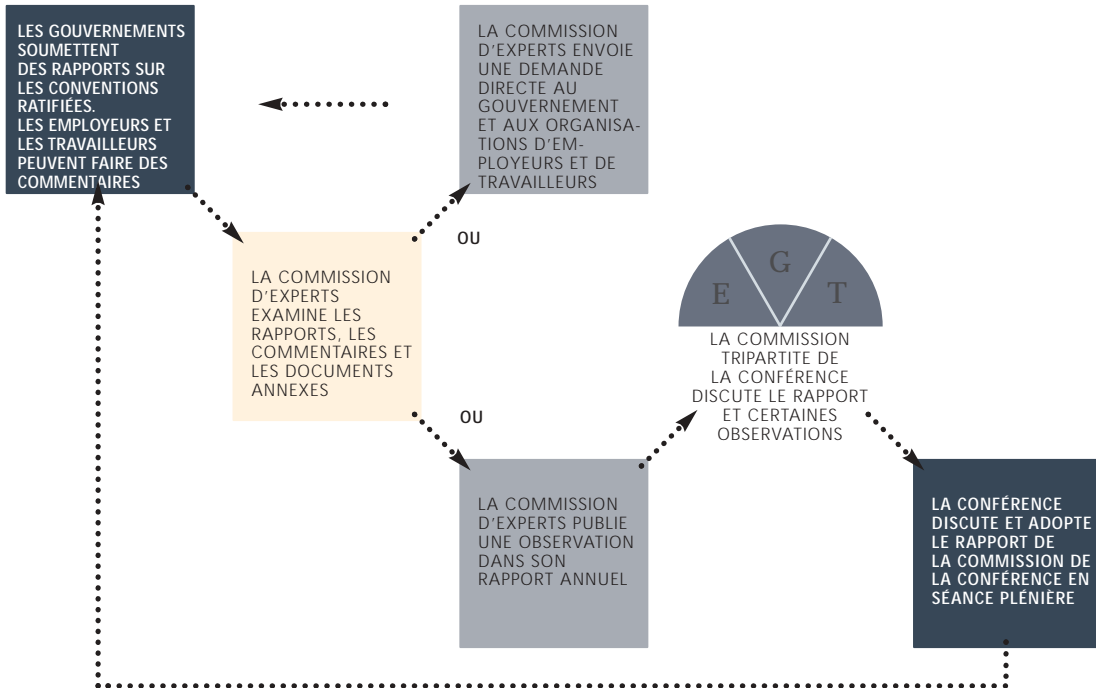 LES GOUVERNEMENTS
SOUMETTENT
DES RAPPORTS SUR
LES CONVENTIONS
RATIFIÉES.
LES EMPLOYEURS ET
LES TRAVAILLEURS
PEUVENT FAIRE DES
COMMENTAIRES
LA COMMISSION
D'EXPERTS ENVOIE
UNE DEMANDE
DIRECTE AU
GOUVERNEMENT
ET AUX ORGANISA-
TIONS D'EM-
PLOYEURS ET DE
TRAVAILLEURS
OU
LA COMMISSION
D'EXPERTS
EXAMINE LES
RAPPORTS, LES
COMMENTAIRES ET
LES DOCUMENTS
ANNEXES
OU
E G T
LA COMMISSION
TRIPARTITE DE
LA CONFÉRENCE
DISCUTE LE RAPPORT
ET CERTAINES
OBSERVATIONS
LA COMMISSION
D'EXPERTS PUBLIE
UNE OBSERVATION
DANS SON
RAPPORT ANNUEL
LA CONFÉRENCE
DISCUTE ET ADOPTE
LE RAPPORT DE
LA COMMISSION DE
LA CONFÉRENCE EN
SÉANCE PLÉNIÈRE